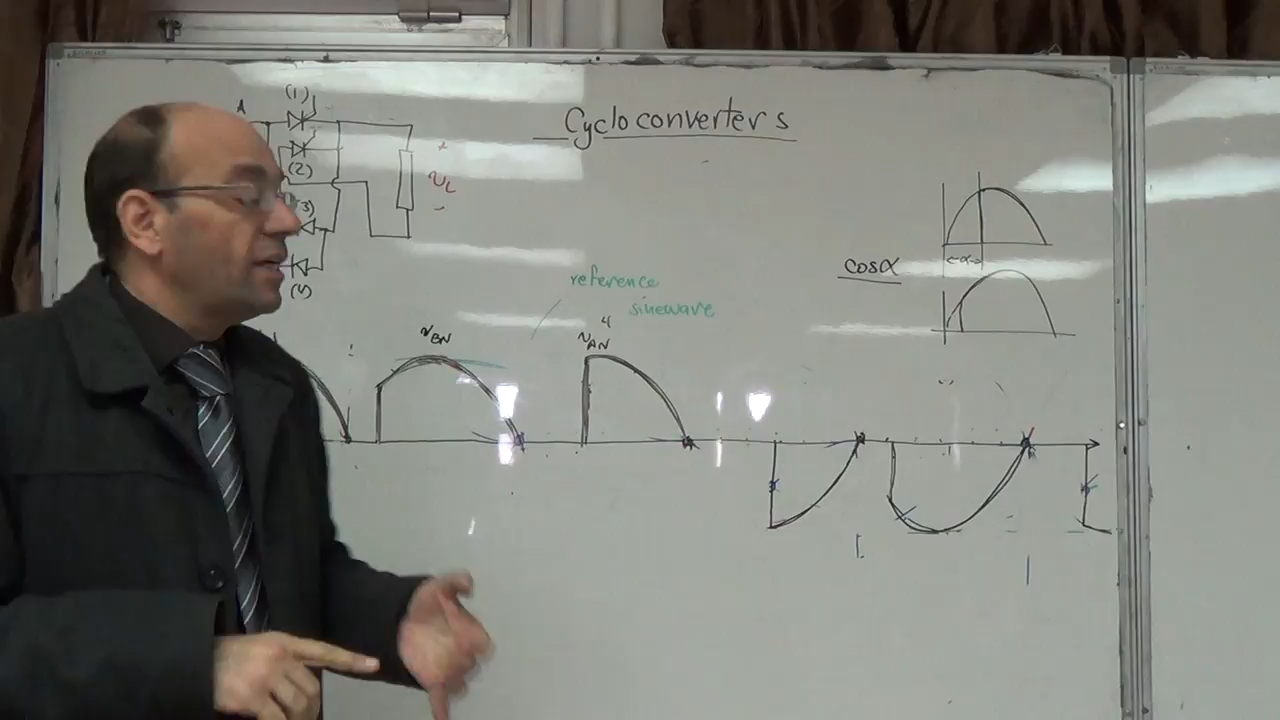 Cycloconverters
A
(1)
(2)
(3)
(4)
+
VL
−
cosα
α
reference
sinewave
VBN
VAN